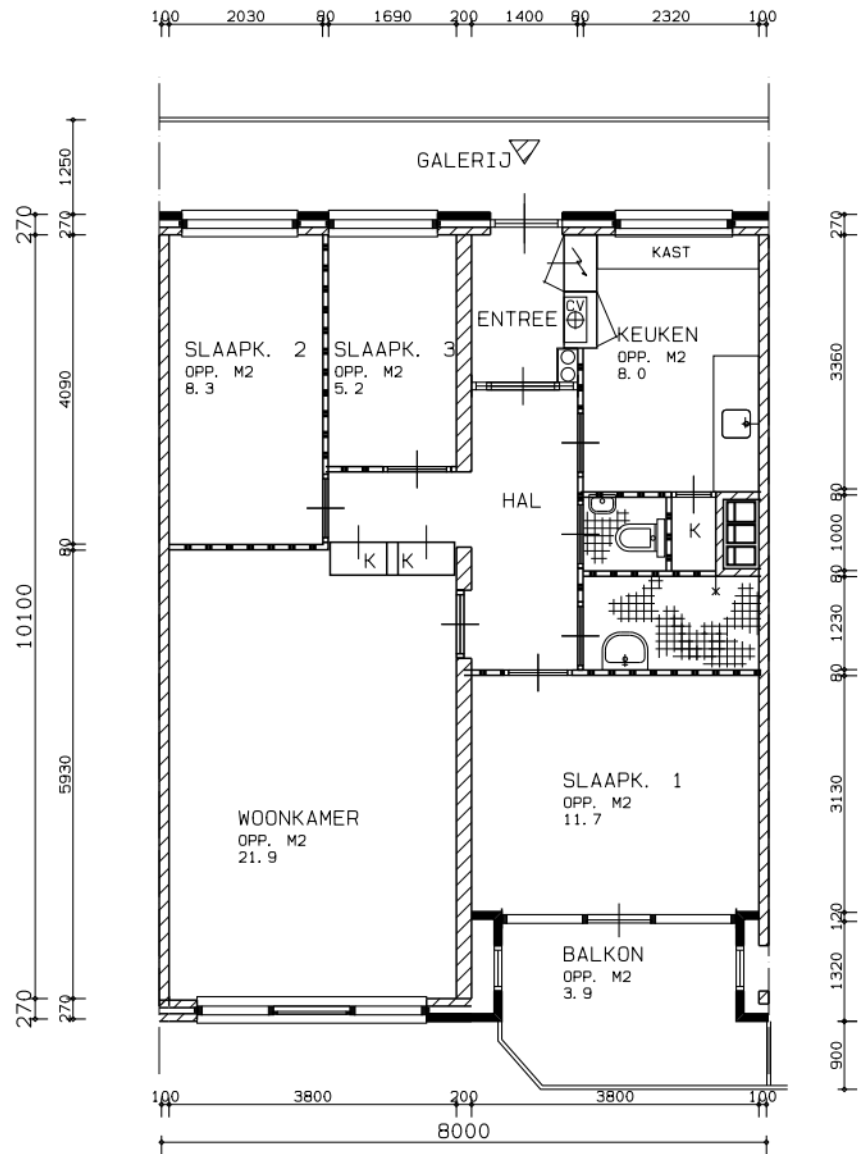 100 2030 80 1690 200 1400 80 2320 100
GALERIJ
1250
270
270
270
KAST
CV
ENTREE
KEUKEN
OPP. M2
8.0
SLAAPK. 2
OPP. M2
8.3
SLAAPK. 3
OPP. M2
5.2
4090
3360
HAL
80
1000
K
80
K K
80
10100
1230
80
5930
SLAAPK. 1
OPP. M2
11.7
3130
WOONKAMER
OPP. M2
21.9
120
BALKON
OPP. M2
3.9
1320
270
270
900
100 3800 200 3800 100
8000